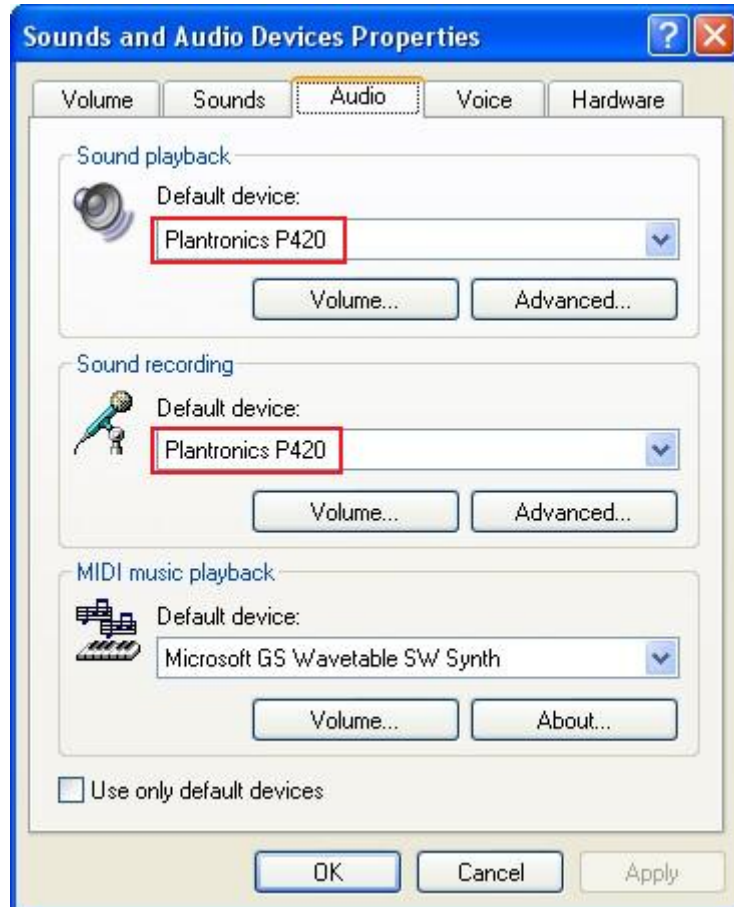 Sounds and Audio Devices Properties
Volume Sounds Audio Voice Hardware
Sound playback
Default device:
Plantronics P420
Volume... Advanced...
Sound recording
Default device:
Plantronics P420
Volume... Advanced...
MIDI music playback
Default device:
Microsoft GS Wavetable SW Synth
Volume... About...
Use only default devices
OK Cancel Apply